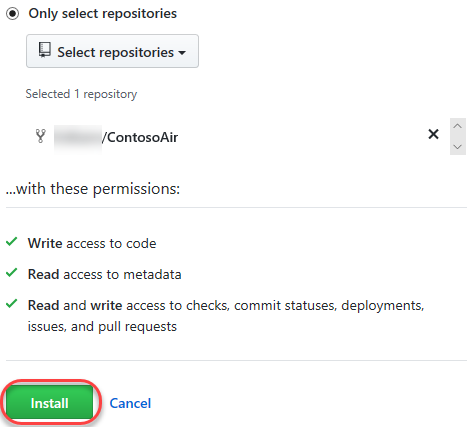 Only select repositories
Select repositories
Selected 1 repository
/ContosoAir
...with these permissions:
Write access to code
Read access to metadata
Read and write access to checks, commit statuses, deployments,
issues, and pull requests
Install Cancel